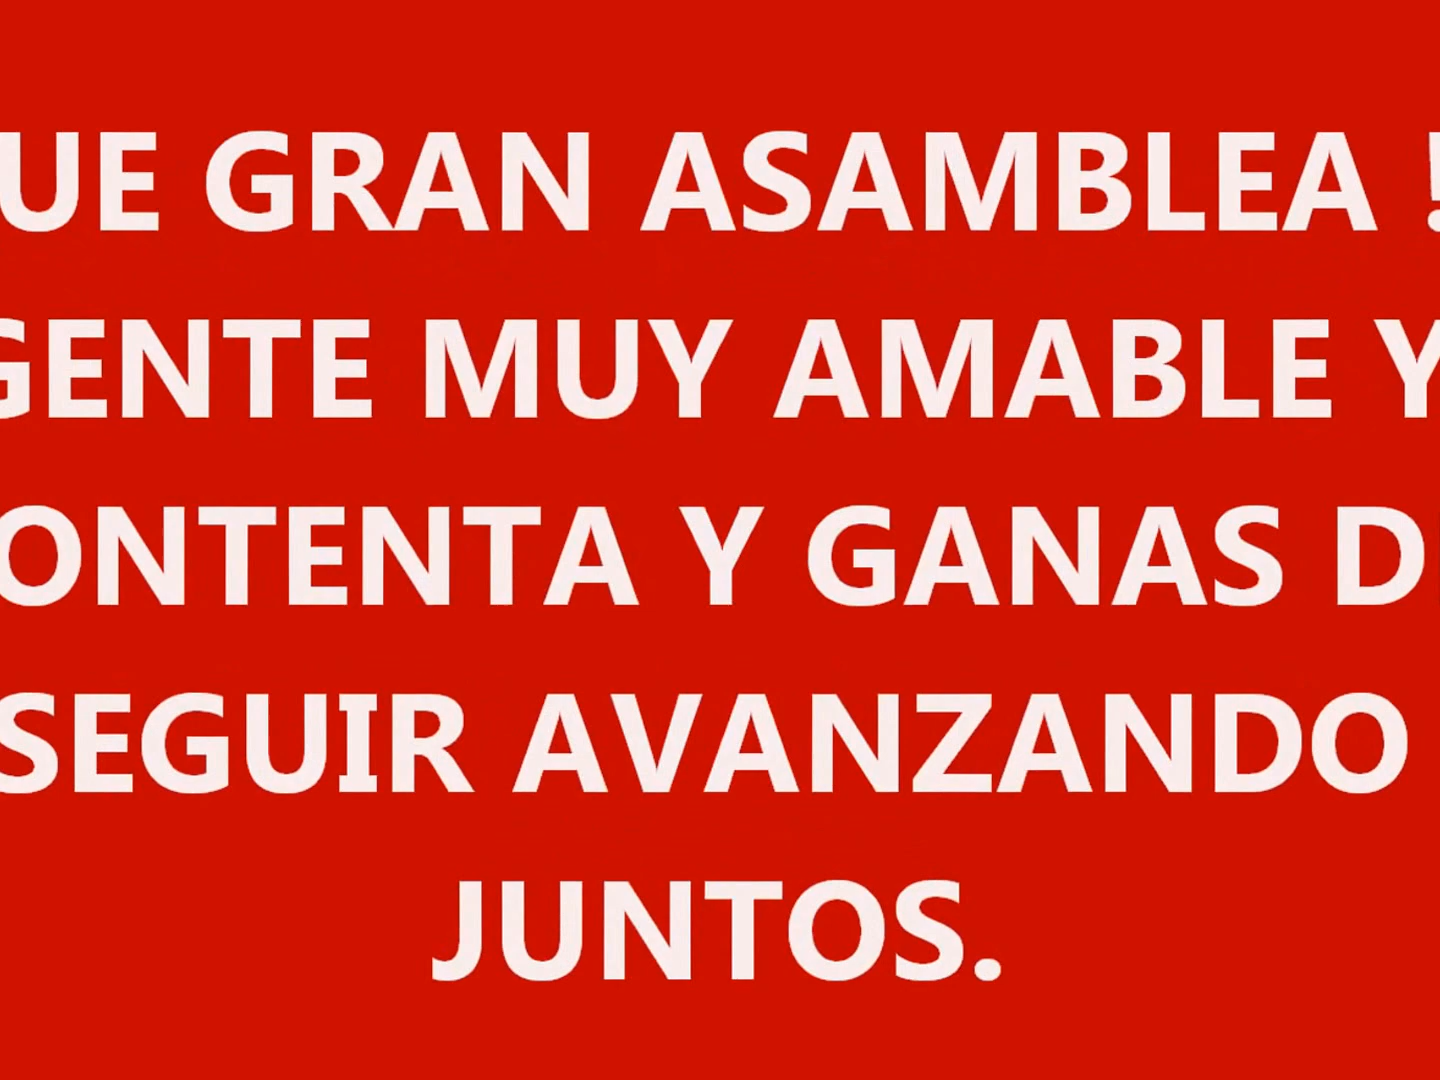 UE GRAN ASAMBLEA !
GENTE MUY AMABLE Y
ONTENTA Y GANAS D
SEGUIR AVANZANDO
JUNTOS.